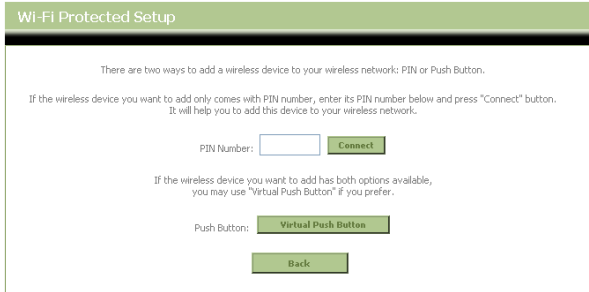 Wi-Fi Protected Setup
There are two ways to add a wireless device to your wireless network: PIN or Push Button.
If the wireless device you want to add only comes with PIN number, enter its PIN number below and press "Connect" button.
It will help you to add this device to your wireless network.
PIN Number: Connect
If the wireless device you want to add has both options available,
you may use "Virtual Push Button" if you prefer.
Push Button: Virtual Push Button
Back